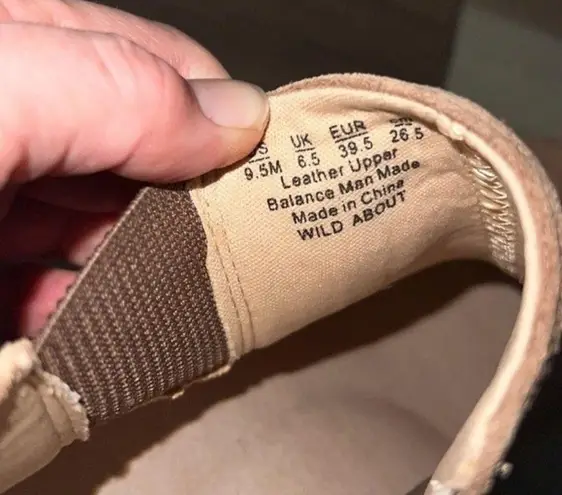 UK EUR
9.5M 6.5 39.5 26.5
Leather Upper
Balance Man Made
Made in China
WILD ABOUT